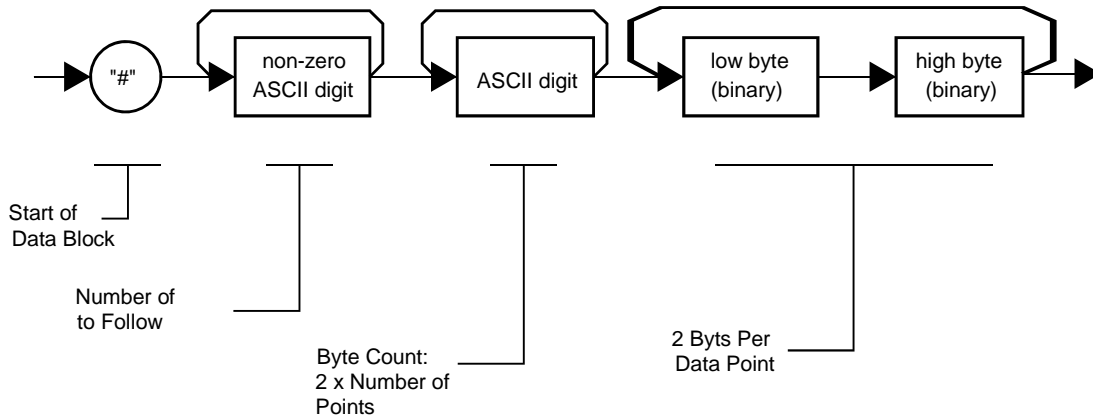 "#"
non-zero
ASCII digit
ASCII digit
low byte
(binary)
high byte
(binary)
Start of
Data Block
Number of
to Follow
Byte Count:
2 x Number of
Points
2 Byts Per
Data Point